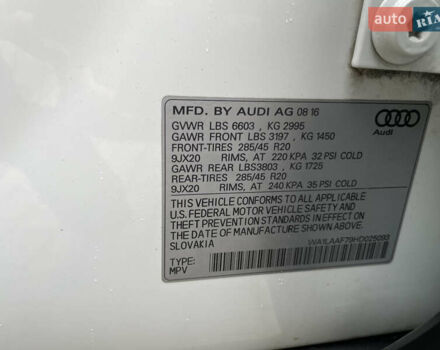 auto RIA
MFD. BY AUDI AG 08 16
GVWR LBS 6603 , KG 2995
GAWR FRONT LBS 3197 , KG 1450
FRONT-TIRES 285/45 R20
9JX20 RIMS, AT 220 KPA 32 PSI COLD
GAWR REAR LBS3803 , KG 1725
REAR-TIRES 285/45 R20
9JX20 RIMS, AT 240 KPA 35 PSI COLD
Audi
THIS VEHICLE CONFORMS TO ALL APPLICABLE
U.S. FEDERAL MOTOR VEHICLE SAFETY AND
THEFT PREVENTION STANDARDS IN EFFECT ON
THE DATE OF MANUFACTURE SHOWN ABOVE.
SLOVAKIA
WA1LAAF79HD025093
TYPE:
MPV